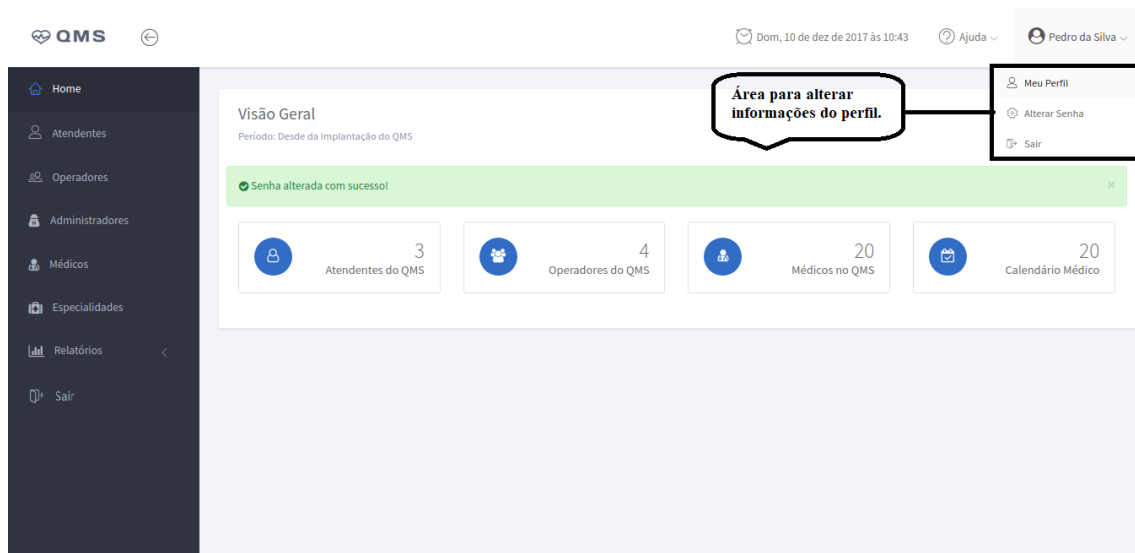 QMS
Dom, 10 de dez de 2017 às 10:43
Ajuda
Pedro da Silva
Home
Atendentes
Operadores
Administradores
Médicos
Especialidades
Relatórios
Sair
Meu Perfil
Alterar Senha
Sair
Área para alterar
informações do perfil.
Visão Geral
Período: Desde da implantação do QMS
Senha alterada com sucesso!
3
Atendentes do QMS
4
Operadores do QMS
20
Médicos no QMS
20
Calendário Médico